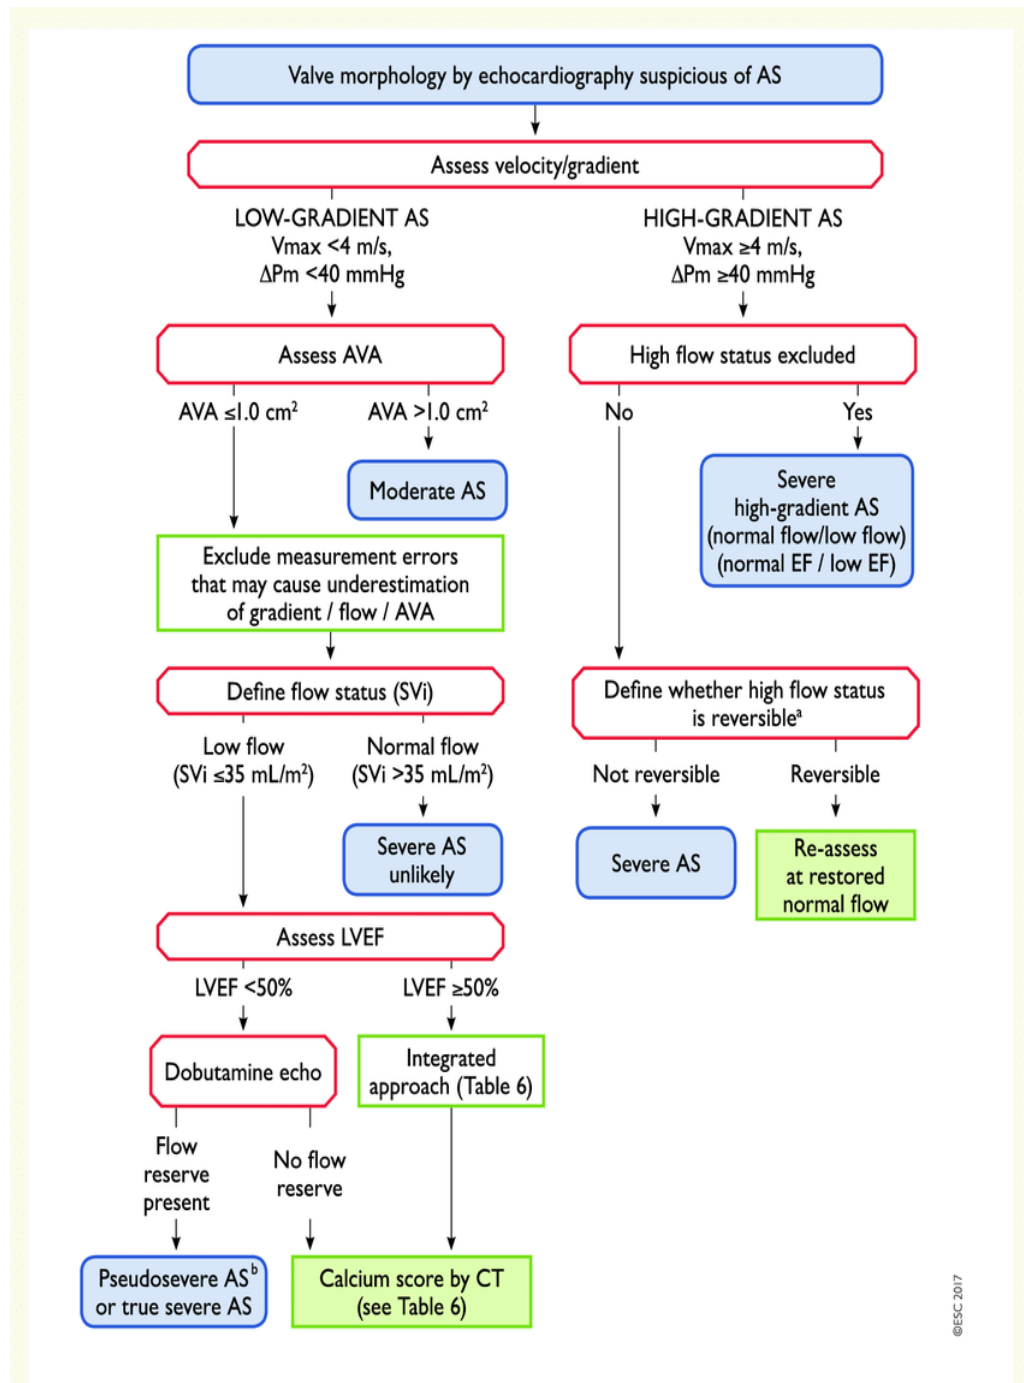 Valve morphology by echocardiography suspicious of AS
Assess velocity/gradient
LOW-GRADIENT AS
Vmax <4 m/s,
ΔPm <40 mmHg
HIGH-GRADIENT AS
Vmax ≥4 m/s,
ΔPm ≥40 mmHg
Assess AVA
High flow status excluded
AVA ≤1.0 cm²
AVA >1.0 cm²
No
Yes
Moderate AS
Severe
high-gradient AS
(normal flow/low flow)
(normal EF / low EF)
Exclude measurement errors
that may cause underestimation
of gradient / flow / AVA
Define flow status (SVi)
Define whether high flow status
is reversibleᵃ
Low flow
(SVi ≤35 mL/m²)
Normal flow
(SVi >35 mL/m²)
Not reversible
Reversible
Severe AS
unlikely
Severe AS
Re-assess
at restored
normal flow
Assess LVEF
LVEF <50%
LVEF ≥50%
Dobutamine echo
Integrated
approach (Table 6)
Flow
reserve
present
No flow
reserve
Pseudosevere ASᵇ
or true severe AS
Calcium score by CT
(see Table 6)
©ESC 2017